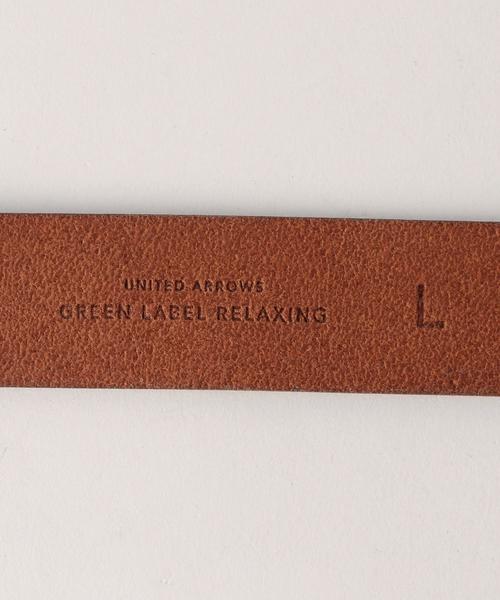 UNITED ARROWS
GREEN LABEL RELAXING
L